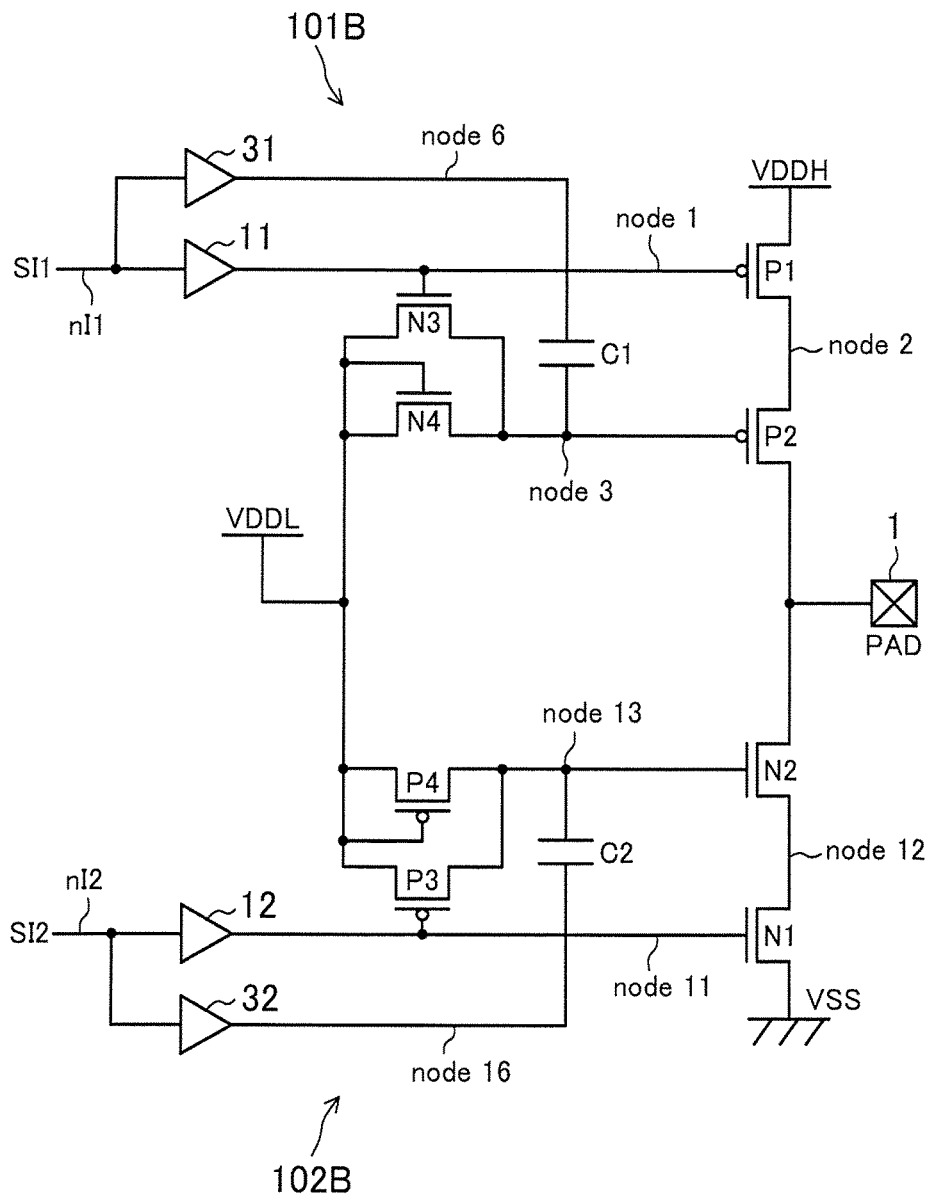 101B
31
node 6
VDDH
11
node 1
SI1
P1
nI1
N3
node 2
C1
N4
P2
node 3
VDDL
1
PAD
node 13
P4
N2
C2
node 12
nI2
P3
12
SI2
N1
node 11
32
VSS
node 16
102B